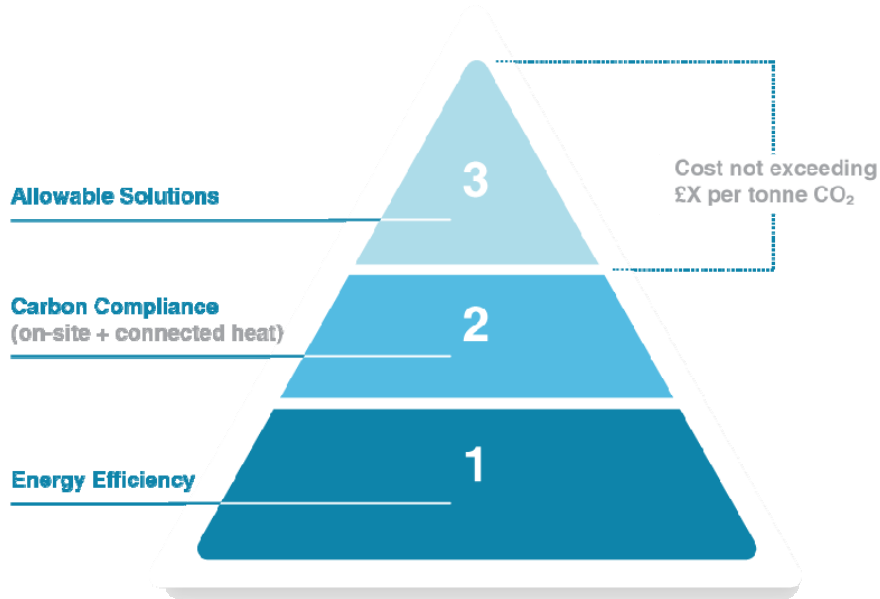 3
Allowable Solutions
Cost not exceeding
£X per tonne CO₂
Carbon Compliance
(on-site + connected heat)
2
1
Energy Efficiency